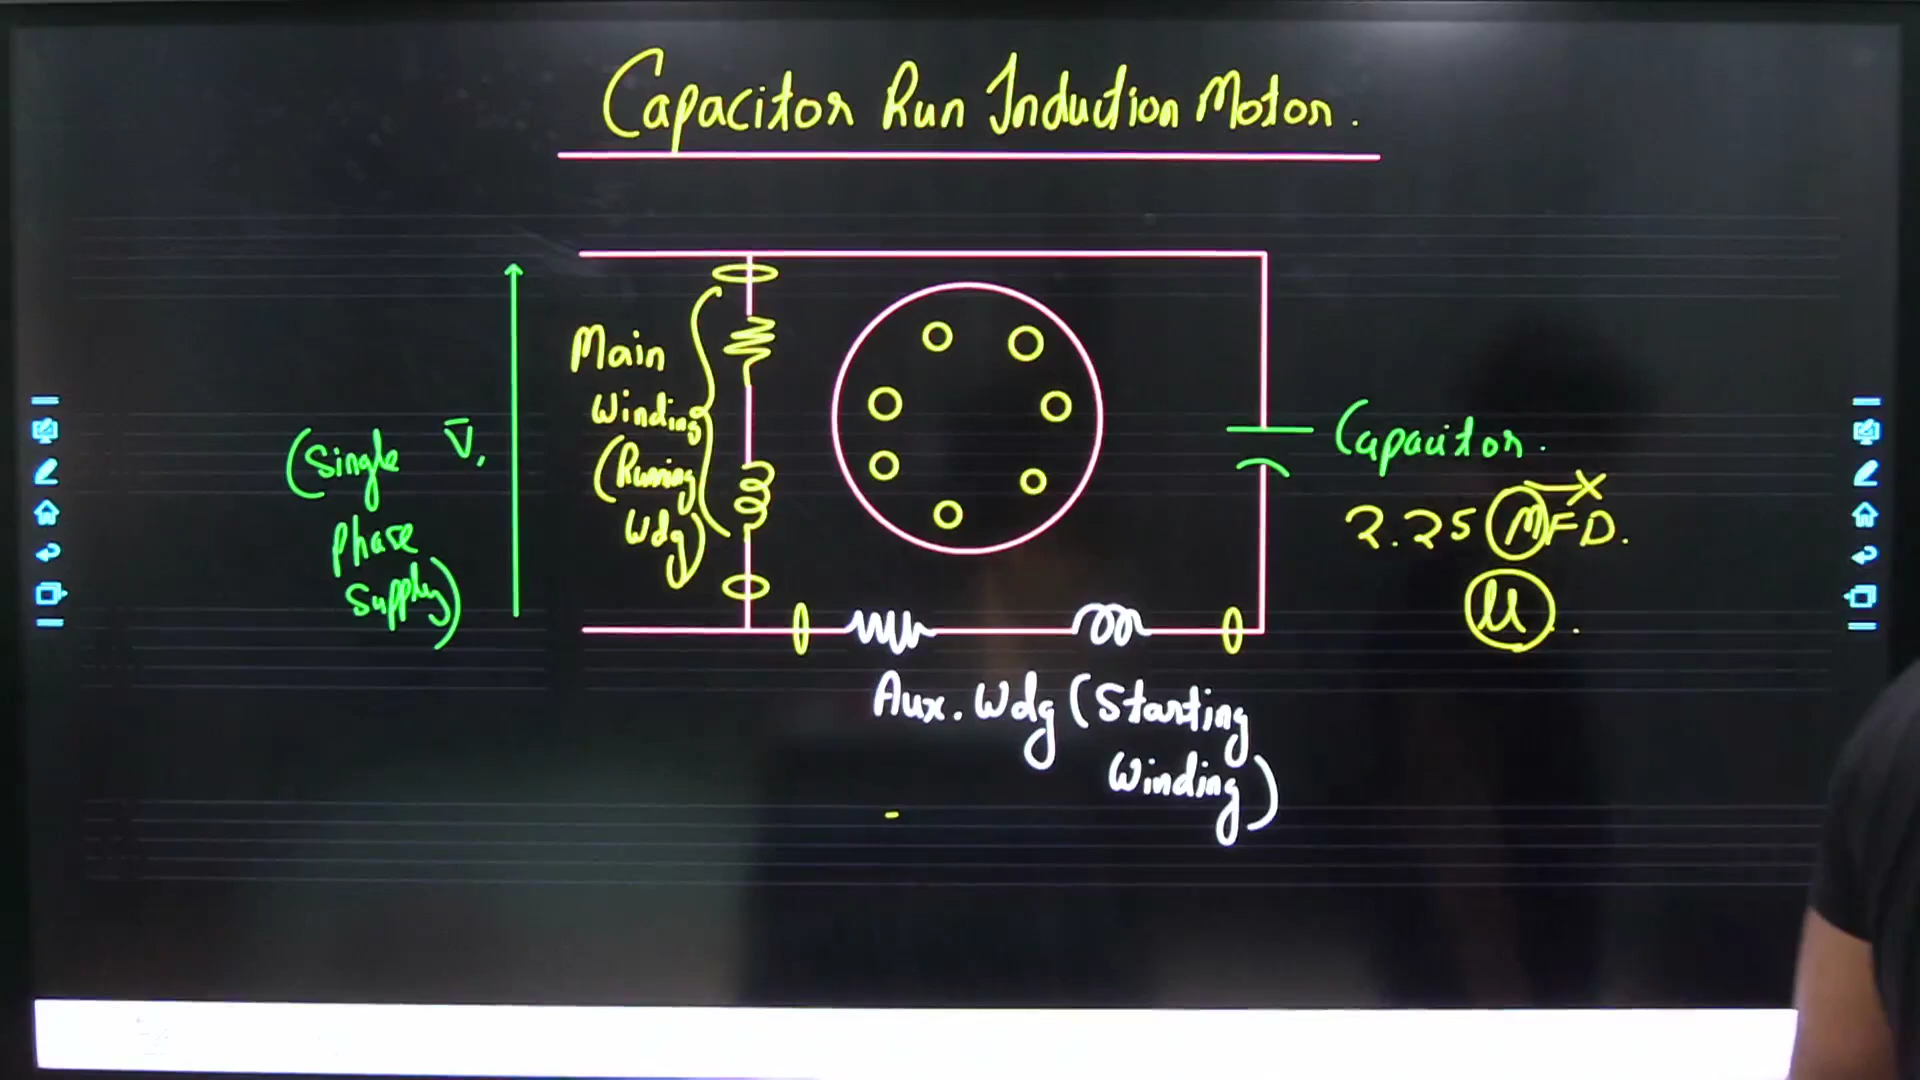 Capacitor Run Induction Motor.
Main
Winding
(Running
Wdg)
(Single
Phase
Supply)
V̄,
Capacitor.
2.25 MFD.
μ.
Aux. Wdg (Starting
Winding)